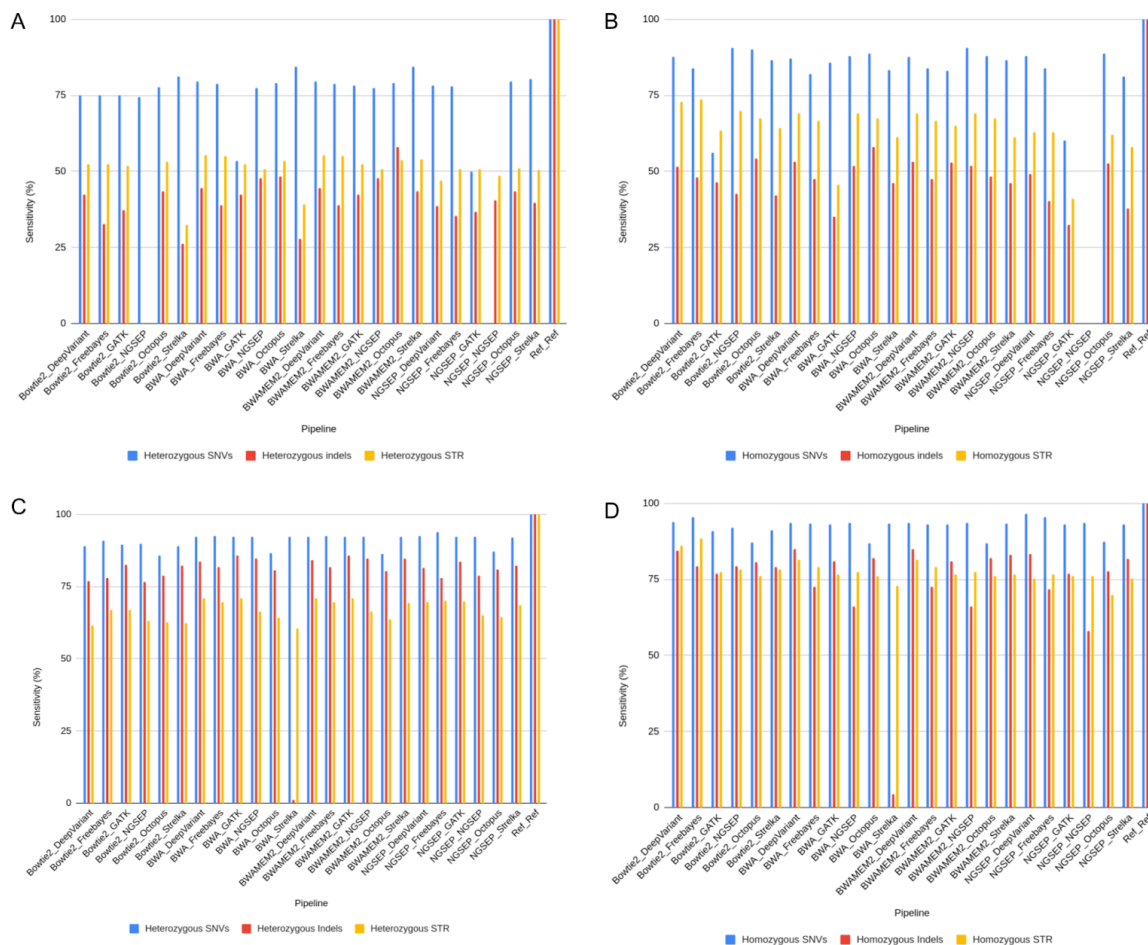 A
100
75
50
25
0
Sensitivity (%)
Bowtie2_DeepVariant
Bowtie2_Freebayes
Bowtie2_GATK
Bowtie2_NGSEP
Bowtie2_Octopus
Bowtie2_Strelka
BWA_DeepVariant
BWA_Freebayes
BWA_GATK
BWA_NGSEP
BWA_Octopus
BWA_Strelka
BWAMEM2_DeepVariant
BWAMEM2_Freebayes
BWAMEM2_GATK
BWAMEM2_NGSEP
BWAMEM2_Octopus
BWAMEM2_Strelka
NGSEP_DeepVariant
NGSEP_Freebayes
NGSEP_GATK
NGSEP_NGSEP
NGSEP_Octopus
NGSEP_Strelka
Ref_Ref
Pipeline
Heterozygous SNVs Heterozygous indels Heterozygous STR
B
100
75
50
25
0
Sensitivity (%)
Bowtie2_DeepVariant
Bowtie2_Freebayes
Bowtie2_GATK
Bowtie2_NGSEP
Bowtie2_Octopus
Bowtie2_Strelka
BWA_DeepVariant
BWA_Freebayes
BWA_GATK
BWA_NGSEP
BWA_Octopus
BWA_Strelka
BWAMEM2_DeepVariant
BWAMEM2_Freebayes
BWAMEM2_GATK
BWAMEM2_NGSEP
BWAMEM2_Octopus
BWAMEM2_Strelka
NGSEP_DeepVariant
NGSEP_Freebayes
NGSEP_GATK
NGSEP_NGSEP
NGSEP_Octopus
NGSEP_Strelka
Ref_Ref
Pipeline
Homozygous SNVs Homozygous indels Homozygous STR
C
100
75
50
25
0
Sensitivity (%)
Bowtie2_DeepVariant
Bowtie2_Freebayes
Bowtie2_GATK
Bowtie2_NGSEP
Bowtie2_Octopus
Bowtie2_Strelka
BWA_DeepVariant
BWA_Freebayes
BWA_GATK
BWA_NGSEP
BWA_Octopus
BWA_Strelka
BWAMEM2_DeepVariant
BWAMEM2_Freebayes
BWAMEM2_GATK
BWAMEM2_NGSEP
BWAMEM2_Octopus
BWAMEM2_Strelka
NGSEP_DeepVariant
NGSEP_Freebayes
NGSEP_GATK
NGSEP_NGSEP
NGSEP_Octopus
NGSEP_Strelka
Ref_Ref
Pipeline
Heterozygous SNVs Heterozygous Indels Heterozygous STR
D
100
75
50
25
0
Sensitivity (%)
Bowtie2_DeepVariant
Bowtie2_Freebayes
Bowtie2_GATK
Bowtie2_NGSEP
Bowtie2_Octopus
Bowtie2_Strelka
BWA_DeepVariant
BWA_Freebayes
BWA_GATK
BWA_NGSEP
BWA_Octopus
BWA_Strelka
BWAMEM2_DeepVariant
BWAMEM2_Freebayes
BWAMEM2_GATK
BWAMEM2_NGSEP
BWAMEM2_Octopus
BWAMEM2_Strelka
NGSEP_DeepVariant
NGSEP_Freebayes
NGSEP_GATK
NGSEP_NGSEP
NGSEP_Octopus
NGSEP_Strelka
Ref_Ref
Pipeline
Homozygous SNVs Homozygous Indels Homozygous STR